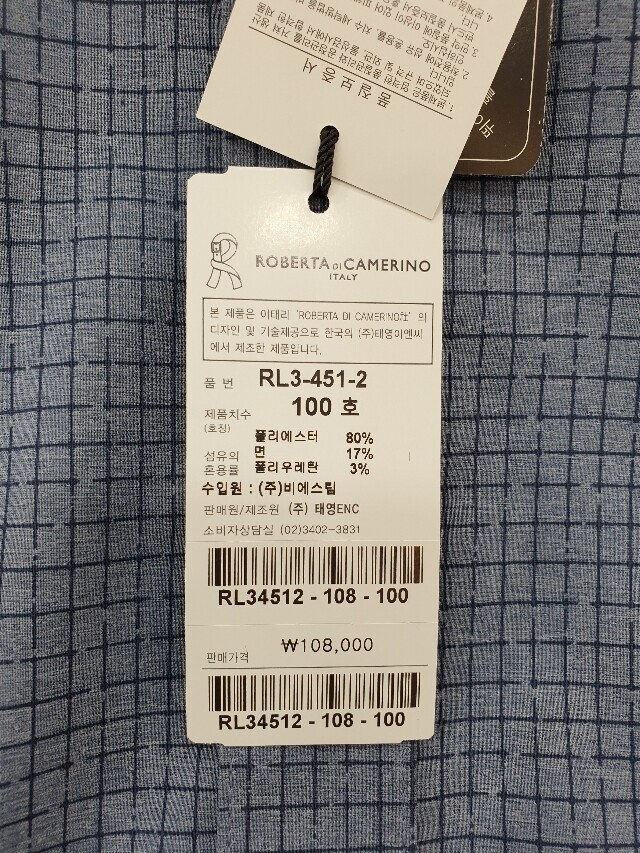 품 질 보 증 서
ROBERTA DI CAMERINO
ITALY
본 제품은 이태리 'ROBERTA DI CAMERINO社' 의
디자인 및 기술제공으로 한국의 (주)태영이엔씨
에서 제조한 제품입니다.
품 번 RL3-451-2
제품치수 100 호
(호칭)
폴리에스터 80%
섬유의 면 17%
혼용률 폴리우레탄 3%
수입원 : (주)비에스팀
판매원/제조원 (주) 태영ENC
소비자상담실 (02)3402-3831
RL34512 - 108 - 100
판매가격 ₩108,000
RL34512 - 108 - 100